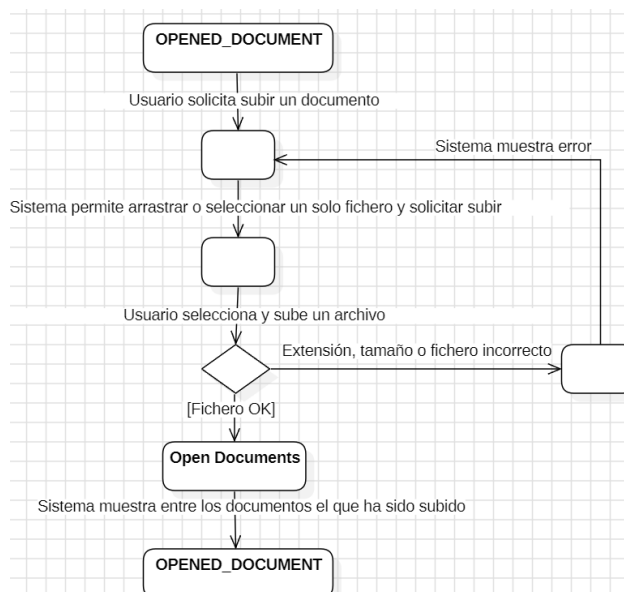 OPENED_DOCUMENT
Usuario solicita subir un documento
Sistema muestra error
Sistema permite arrastrar o seleccionar un solo fichero y solicitar subir
Usuario selecciona y sube un archivo
Extensión, tamaño o fichero incorrecto
[Fichero OK]
Open Documents
Sistema muestra entre los documentos el que ha sido subido
OPENED_DOCUMENT